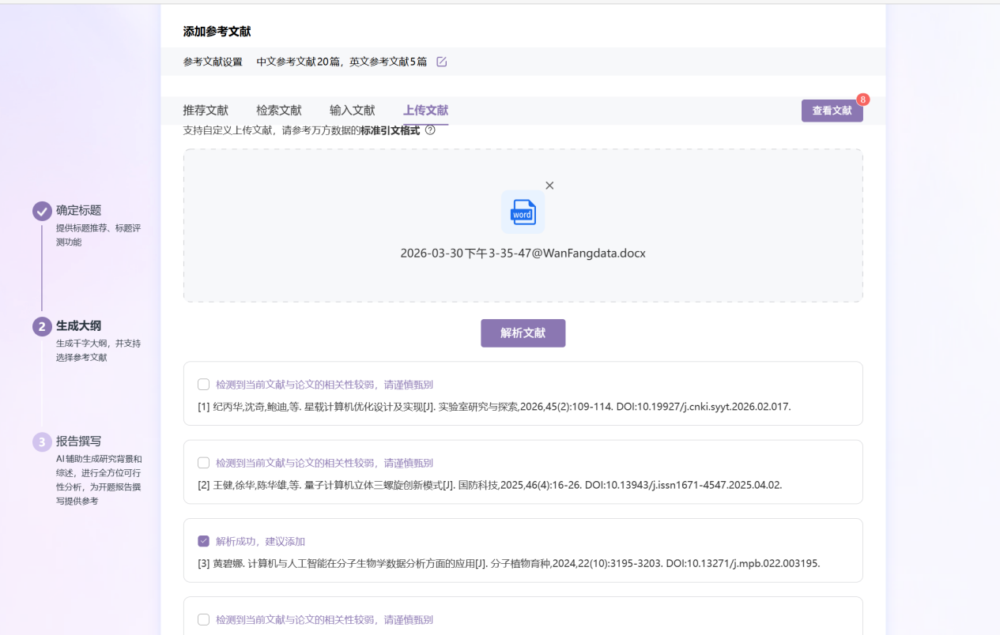 添加参考文献
参考文献设置 中文参考文献20篇，英文参考文献5篇
推荐文献 检索文献 输入文献 上传文献 查看文献 8
支持自定义上传文献，请参考万方数据的标准引文格式 ?
word
2026-03-30下午3-35-47@WanFangdata.docx
解析文献
确定标题
提供标题推荐、标题评
测功能
2 生成大纲
生成千字大纲，并支持
选择参考文献
3 报告撰写
AI辅助生成研究背景和
综述，进行全方位可行
性分析，为开题报告撰
写提供参考
检测到当前文献与论文的相关性较弱，请谨慎甄别
[1] 纪丙华,沈奇,鲍迪,等. 星载计算机优化设计及实现[J]. 实验室研究与探索,2026,45(2):109-114. DOI:10.19927/j.cnki.syyt.2026.02.017.
检测到当前文献与论文的相关性较弱，请谨慎甄别
[2] 王健,徐华,陈华雄,等. 量子计算机立体三螺旋创新模式[J]. 国防科技,2025,46(4):16-26. DOI:10.13943/j.issn1671-4547.2025.04.02.
解析成功，建议添加
[3] 黄碧娜. 计算机与人工智能在分子生物学数据分析方面的应用[J]. 分子植物育种,2024,22(10):3195-3203. DOI:10.13271/j.mpb.022.003195.
检测到当前文献与论文的相关性较弱，请谨慎甄别